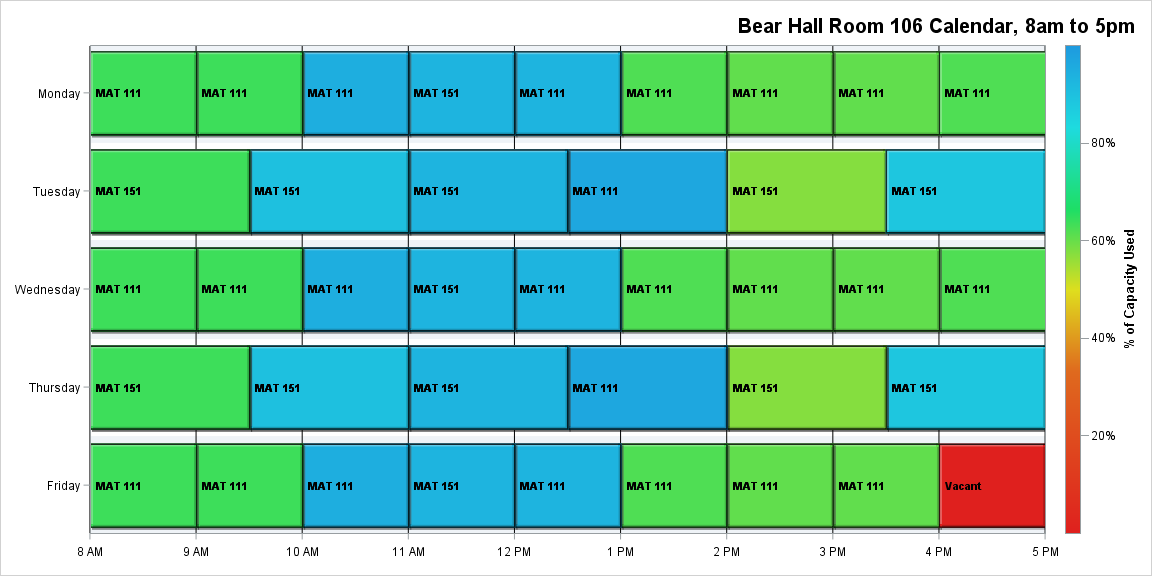 Bear Hall Room 106 Calendar, 8am to 5pm
Monday MAT 111 MAT 111 MAT 111 MAT 151 MAT 111 MAT 111 MAT 111 MAT 111 MAT 111
Tuesday MAT 151 MAT 151 MAT 151 MAT 111 MAT 151 MAT 151
Wednesday MAT 111 MAT 111 MAT 111 MAT 151 MAT 111 MAT 111 MAT 111 MAT 111 MAT 111
Thursday MAT 151 MAT 151 MAT 151 MAT 111 MAT 151 MAT 151
Friday MAT 111 MAT 111 MAT 111 MAT 151 MAT 111 MAT 111 MAT 111 MAT 111 Vacant
8 AM 9 AM 10 AM 11 AM 12 PM 1 PM 2 PM 3 PM 4 PM 5 PM
80%
60%
40%
20%
% of Capacity Used